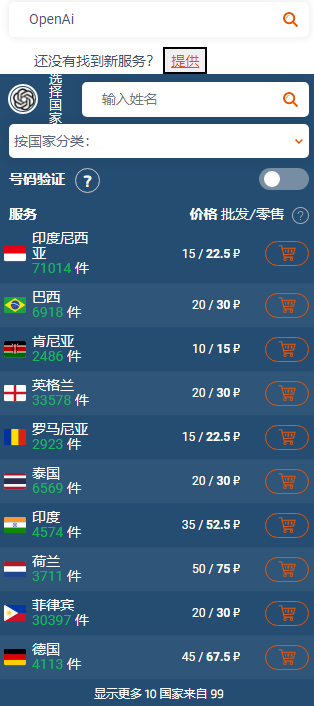 OpenAi
还没有找到新服务？ 提供
选择国家
输入姓名
按国家分类:
号码验证 ?
服务 价格 批发/零售 ?
印度尼西
亚
71014 件 15 / 22.5 ₽
巴西
6918 件 20 / 30 ₽
肯尼亚
2486 件 10 / 15 ₽
英格兰
33578 件 20 / 30 ₽
罗马尼亚
2923 件 15 / 22.5 ₽
泰国
6569 件 20 / 30 ₽
印度
4574 件 35 / 52.5 ₽
荷兰
3711 件 50 / 75 ₽
菲律宾
30397 件 20 / 30 ₽
德国
4113 件 45 / 67.5 ₽
显示更多 10 国家来自 99